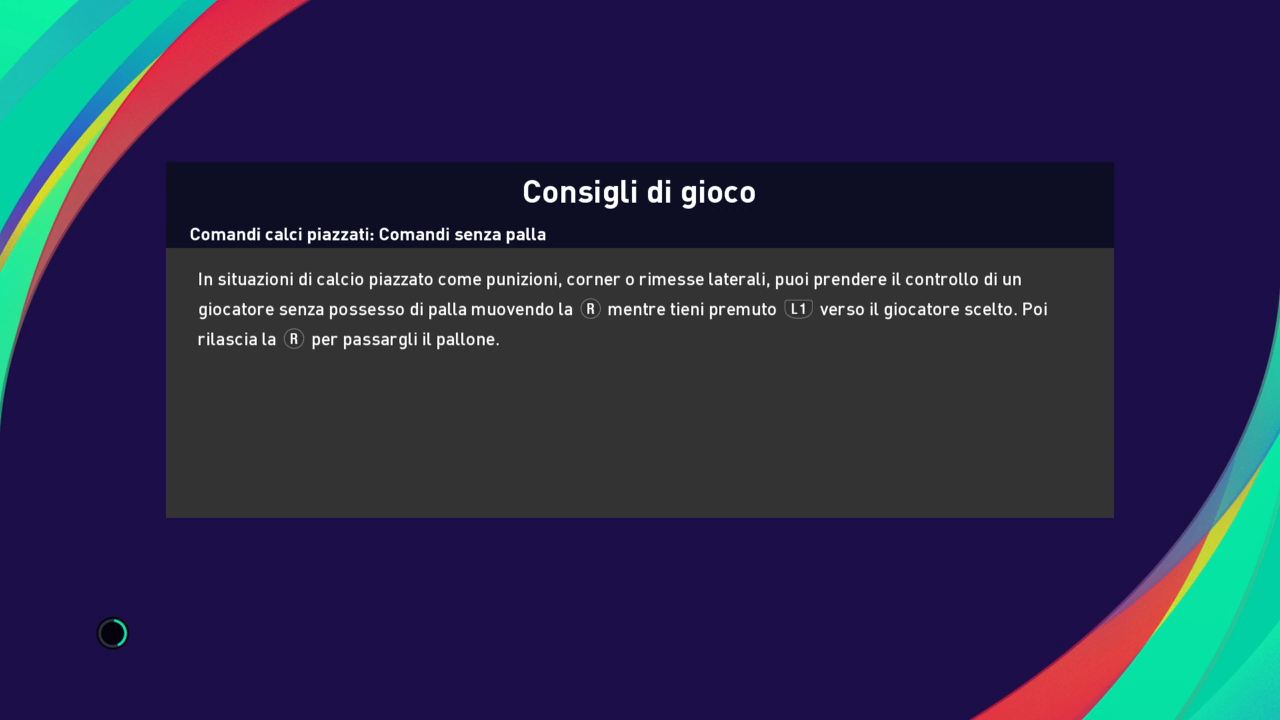 Consigli di gioco
Comandi calci piazzati: Comandi senza palla
In situazioni di calcio piazzato come punizioni, corner o rimesse laterali, puoi prendere il controllo di un
giocatore senza possesso di palla muovendo la R mentre tieni premuto L1 verso il giocatore scelto. Poi
rilascia la R per passargli il pallone.